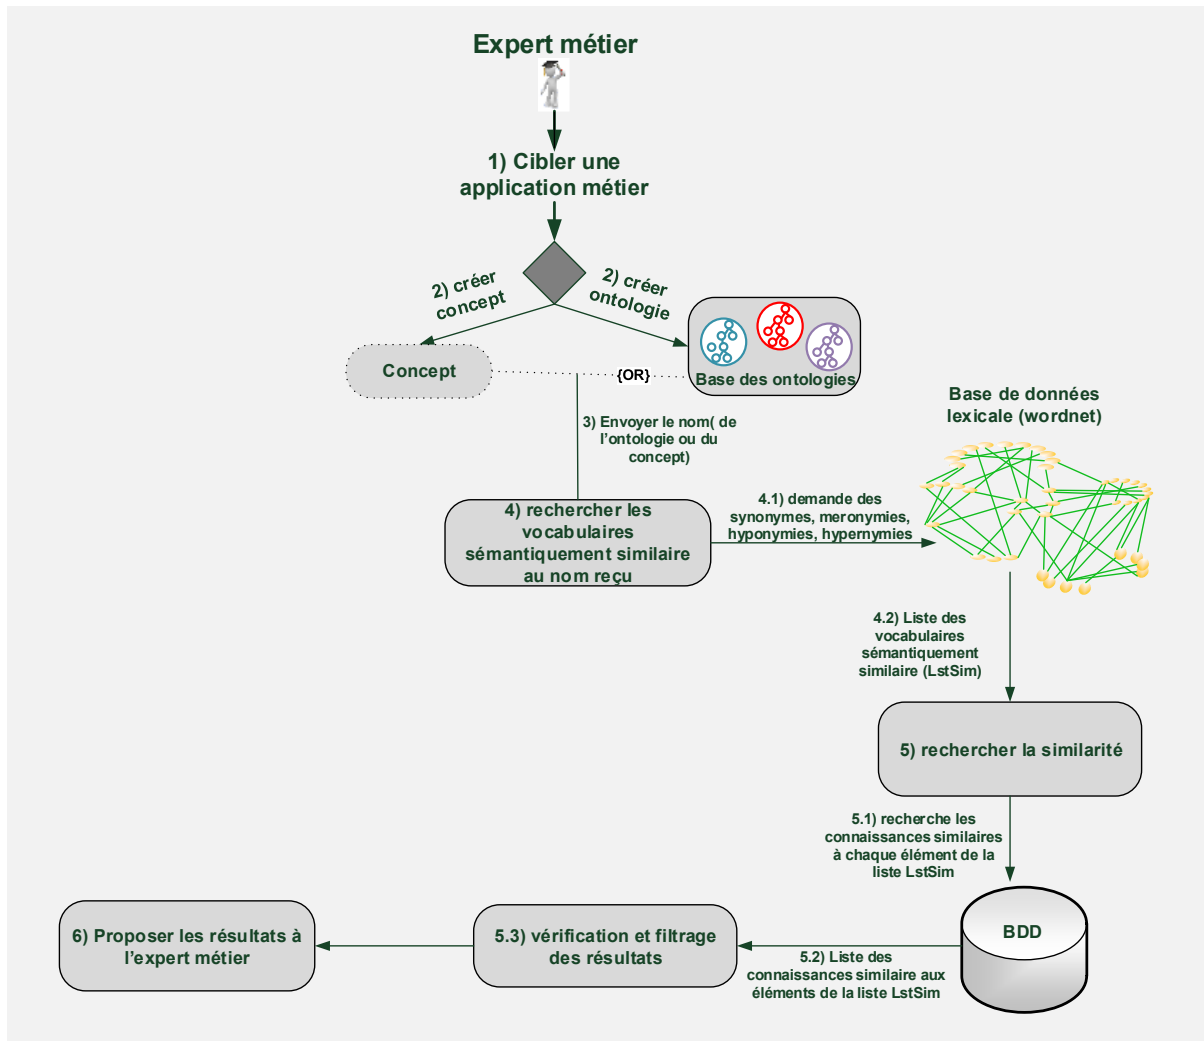 Expert métier
1) Cibler une
application métier
2) créer
concept
2) créer
ontologie
Concept
{OR}
Base des ontologies
3) Envoyer le nom( de
l'ontologie ou du
concept)
Base de données
lexicale (wordnet)
4) rechercher les
vocabulaires
sémantiquement similaire
au nom reçu
4.1) demande des
synonymes, meronymies,
hyponymies, hypernymies
4.2) Liste des
vocabulaires
sémantiquement
similaire (LstSim)
5) rechercher la similarité
5.1) recherche les
connaissances similaires
à chaque élément de la
liste LstSim
BDD
5.2) Liste des
connaissances similaire aux
éléments de la liste LstSim
5.3) vérification et filtrage
des résultats
6) Proposer les résultats à
l'expert métier